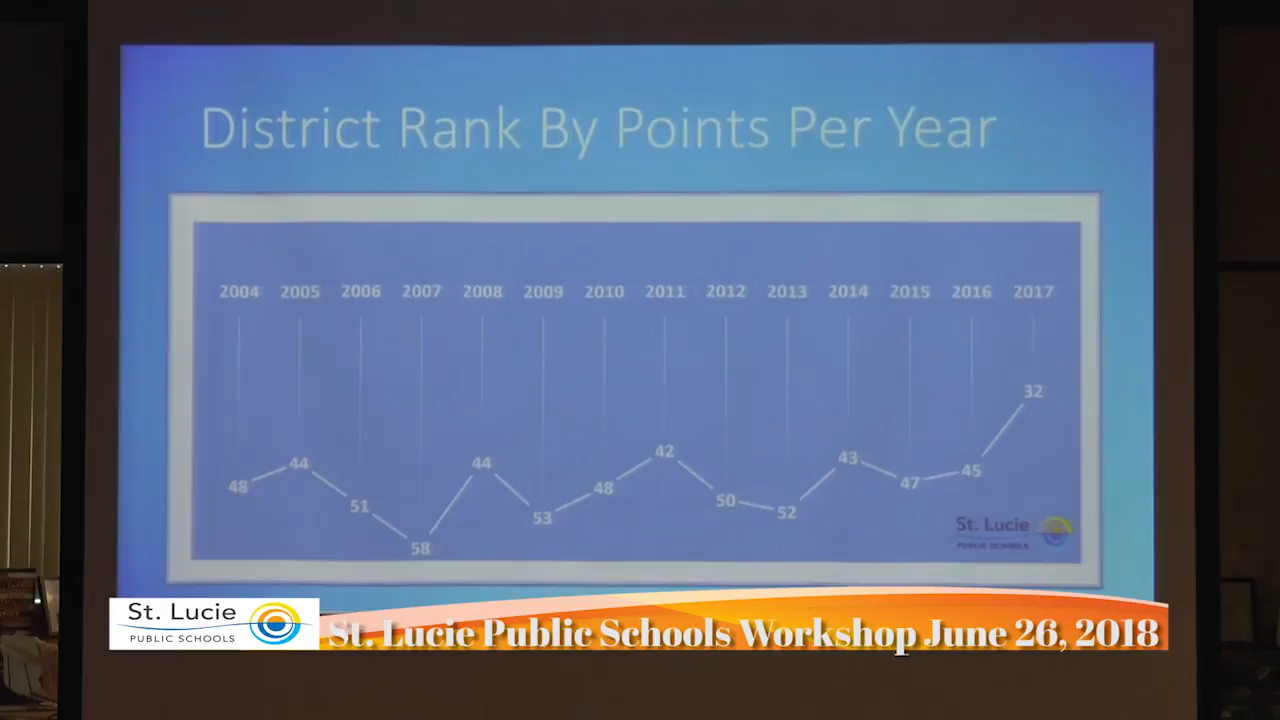 District Rank By Points Per Year
2004 2005 2006 2007 2008 2009 2010 2011 2012 2013 2014 2015 2016 2017
48 44 51 58 44 53 48 42 50 52 43 47 45 32
St. Lucie
PUBLIC SCHOOLS
St. Lucie
PUBLIC SCHOOLS
St. Lucie Public Schools Workshop June 26, 2018